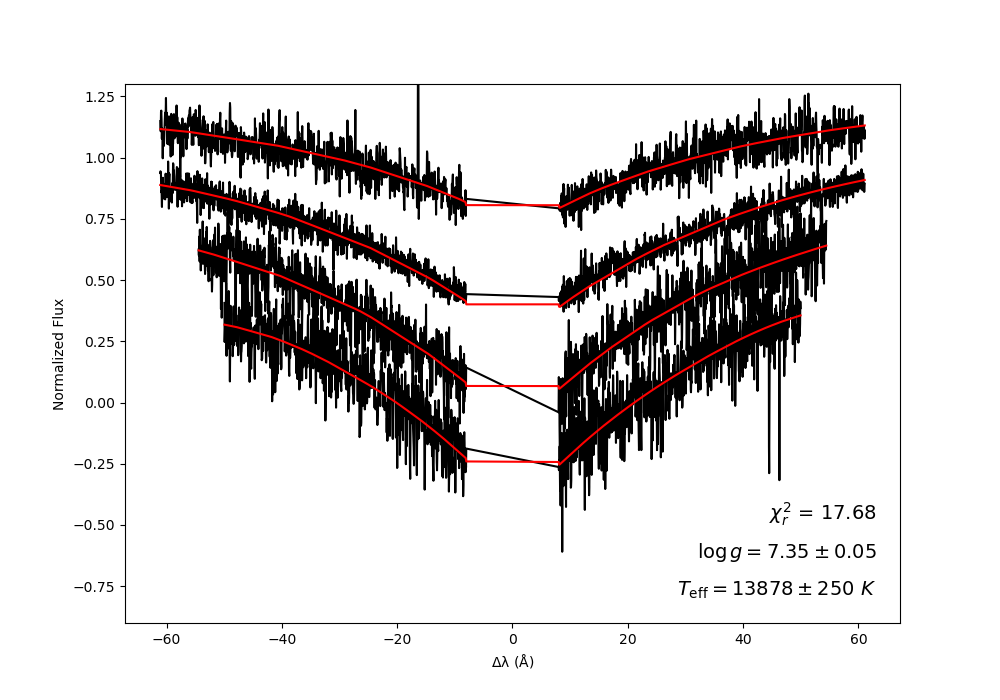 1.25
1.00
0.75
0.50
0.25
0.00
−0.25
−0.50
−0.75
Normalized Flux
χ²ᵣ = 17.68
log g = 7.35 ± 0.05
T_eff = 13878 ± 250 K
−60 −40 −20 0 20 40 60
Δλ (Å)